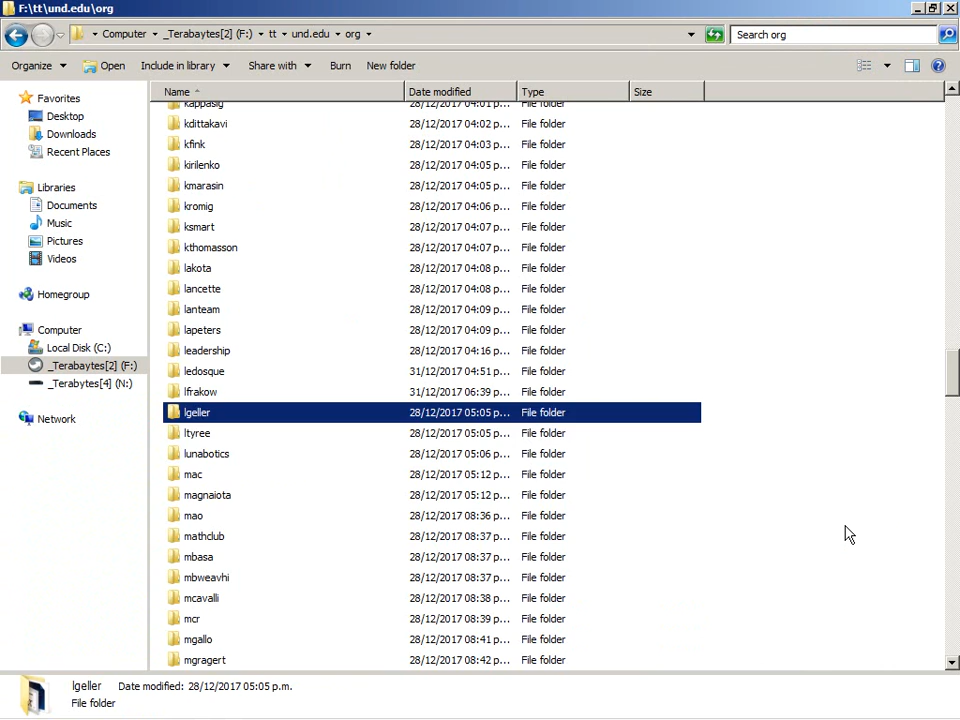 F:\tt\und.edu\org
Computer _Terabaytes[2] (F:) tt und.edu org Search org
Organize Open Include in library Share with Burn New folder
Favorites
Desktop
Downloads
Recent Places
Libraries
Documents
Music
Pictures
Videos
Homegroup
Computer
Local Disk (C:)
_Terabaytes[2] (F:)
_Terabytes[4] (N:)
Network
Name Date modified Type Size
kappasig 28/12/2017 04:01 p... File folder
kdittakavi 28/12/2017 04:02 p... File folder
kfink 28/12/2017 04:03 p... File folder
kirilenko 28/12/2017 04:05 p... File folder
kmarasin 28/12/2017 04:05 p... File folder
kromig 28/12/2017 04:06 p... File folder
ksmart 28/12/2017 04:07 p... File folder
kthomasson 28/12/2017 04:07 p... File folder
lakota 28/12/2017 04:08 p... File folder
lancette 28/12/2017 04:08 p... File folder
lanteam 28/12/2017 04:09 p... File folder
lapeters 28/12/2017 04:09 p... File folder
leadership 28/12/2017 04:16 p... File folder
ledosque 31/12/2017 04:51 p... File folder
lfrakow 31/12/2017 06:39 p... File folder
lgeller 28/12/2017 05:05 p... File folder
ltyree 28/12/2017 05:05 p... File folder
lunabotics 28/12/2017 05:06 p... File folder
mac 28/12/2017 05:12 p... File folder
magnaiota 28/12/2017 05:12 p... File folder
mao 28/12/2017 08:36 p... File folder
mathclub 28/12/2017 08:37 p... File folder
mbasa 28/12/2017 08:37 p... File folder
mbweavhi 28/12/2017 08:37 p... File folder
mcavalli 28/12/2017 08:38 p... File folder
mcr 28/12/2017 08:39 p... File folder
mgallo 28/12/2017 08:41 p... File folder
mgragert 28/12/2017 08:42 p... File folder
lgeller Date modified: 28/12/2017 05:05 p.m.
File folder